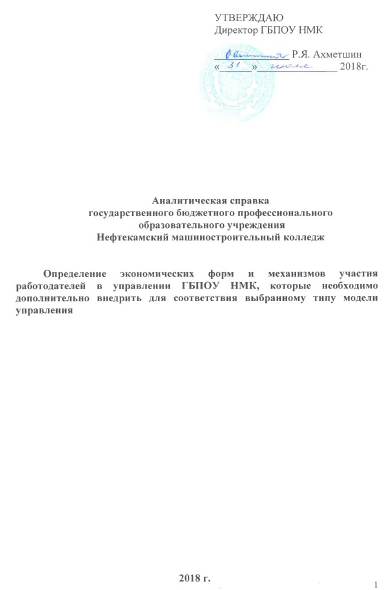 УТВЕРЖДАЮ
Директор ГБПОУ НМК
Р.Я. Ахметшин
« 31 » 2018г.
Аналитическая справка
государственного бюджетного профессионального
образовательного учреждения
Нефтекамский машиностроительный колледж
Определение экономических форм и механизмов участия
работодателей в управлении ГБПОУ НМК, которые необходимо
дополнительно внедрить для соответствия выбранному типу модели
управления
2018 г.
1